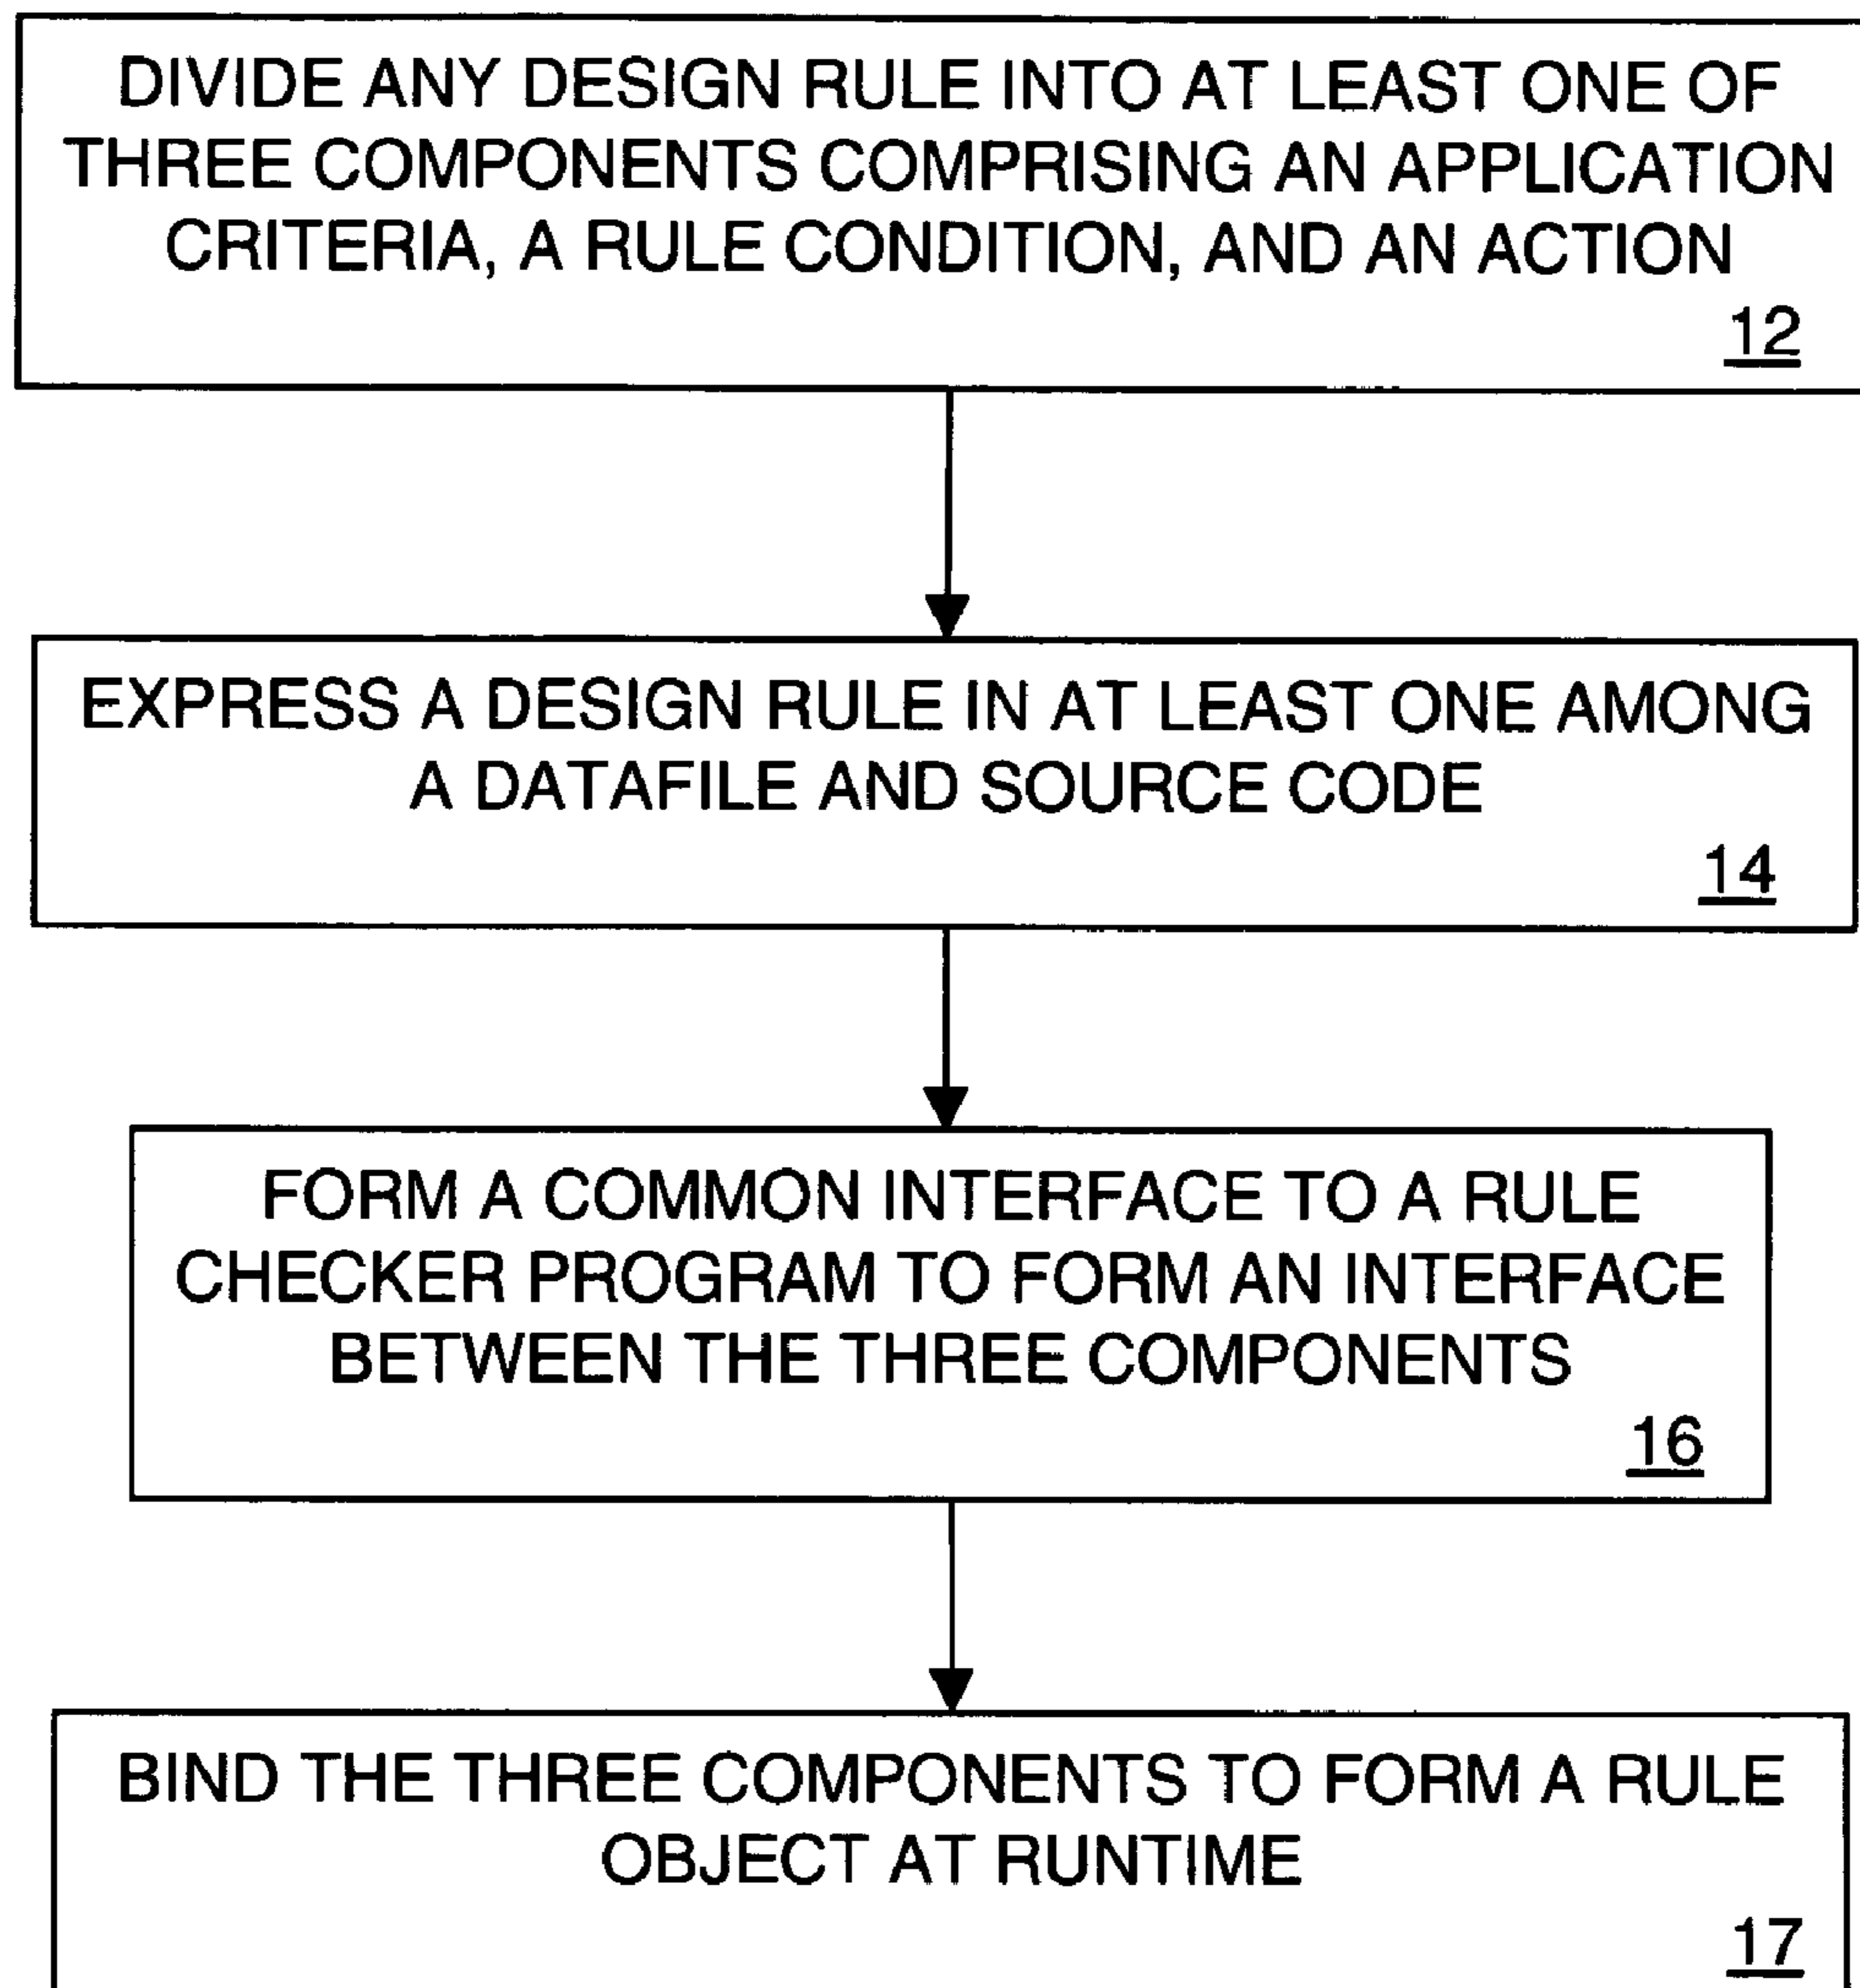 DIVIDE ANY DESIGN RULE INTO AT LEAST ONE OF
THREE COMPONENTS COMPRISING AN APPLICATION
CRITERIA, A RULE CONDITION, AND AN ACTION
12
EXPRESS A DESIGN RULE IN AT LEAST ONE AMONG
A DATAFILE AND SOURCE CODE
14
FORM A COMMON INTERFACE TO A RULE
CHECKER PROGRAM TO FORM AN INTERFACE
BETWEEN THE THREE COMPONENTS
16
BIND THE THREE COMPONENTS TO FORM A RULE
OBJECT AT RUNTIME
17